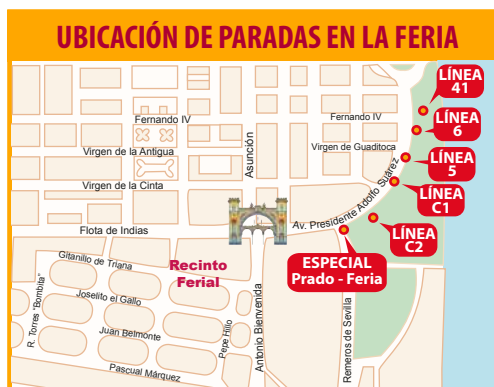 UBICACIÓN DE PARADAS EN LA FERIA
LÍNEA
41
Fernando IV
Fernando IV
LÍNEA
6
Virgen de la Antigua
Asunción
Virgen de Guaditoca
LÍNEA
5
Virgen de la Cinta
Av. Presidente Adolfo Suárez
LÍNEA
C1
Flota de Indias
LÍNEA
C2
Gitanillo de Triana
Recinto
Ferial
ESPECIAL
Prado - Feria
R. Torres "Bombita"
Joselito el Gallo
Juan Belmonte
Pepe Hillo
Antonio Bienvenida
Remeros de Sevilla
Pascual Márquez